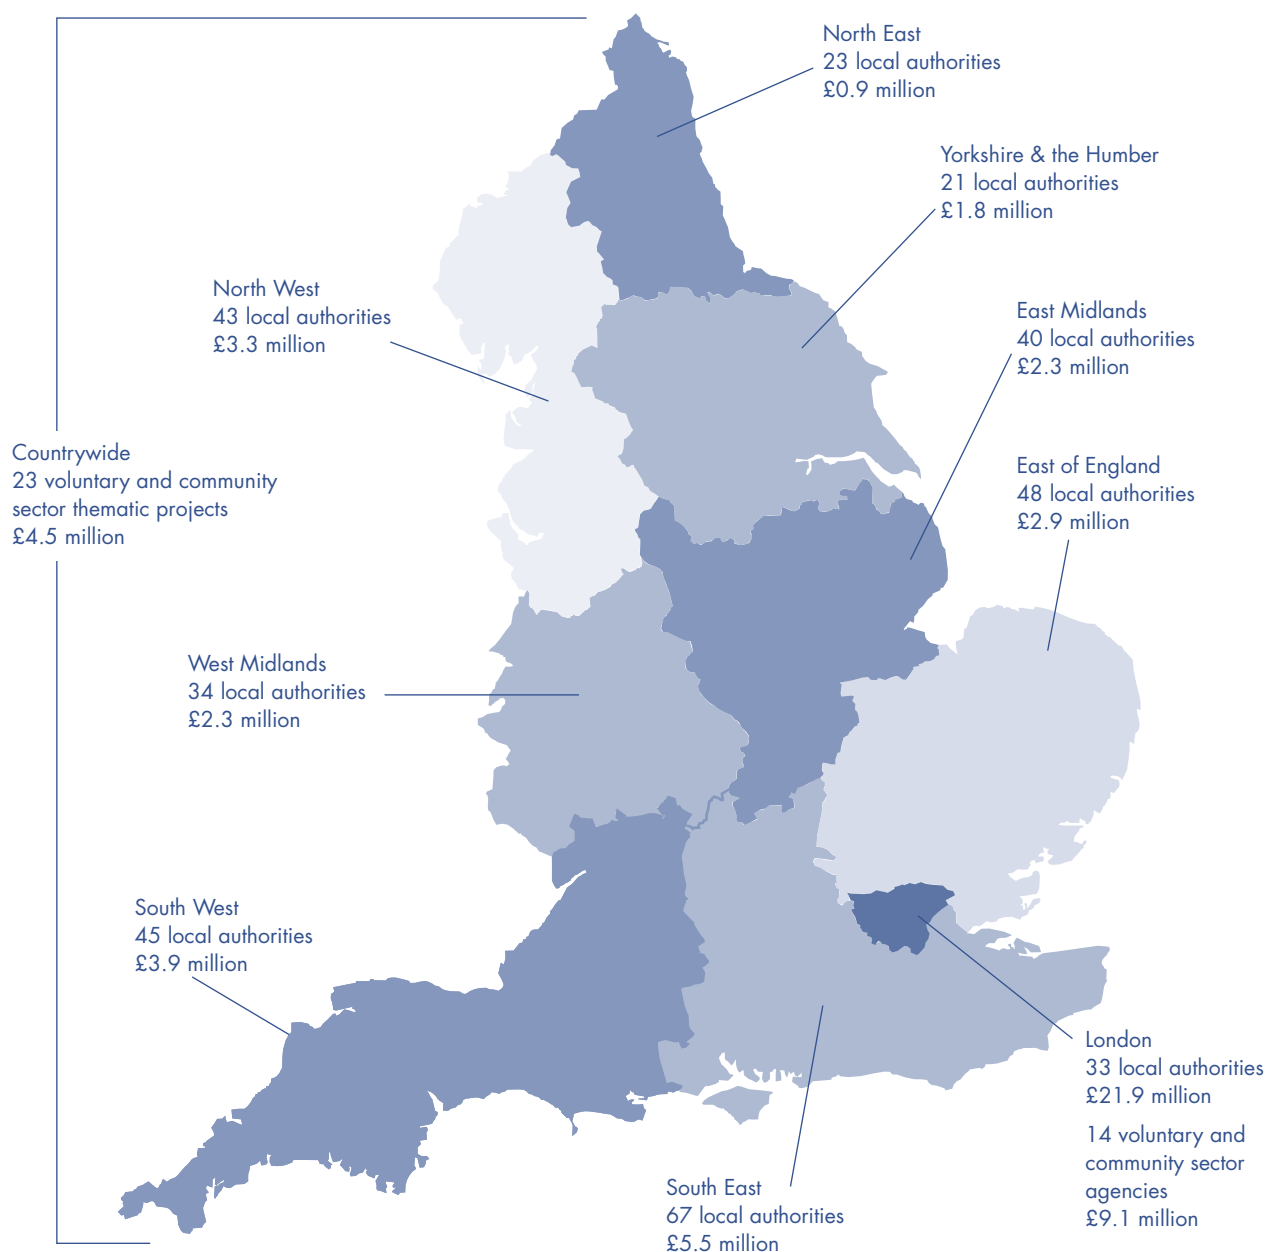 North East
23 local authorities
£0.9 million
Yorkshire & the Humber
21 local authorities
£1.8 million
North West
43 local authorities
£3.3 million
East Midlands
40 local authorities
£2.3 million
Countrywide
23 voluntary and community
sector thematic projects
£4.5 million
East of England
48 local authorities
£2.9 million
West Midlands
34 local authorities
£2.3 million
South West
45 local authorities
£3.9 million
London
33 local authorities
£21.9 million
14 voluntary and
community sector
agencies
£9.1 million
South East
67 local authorities
£5.5 million